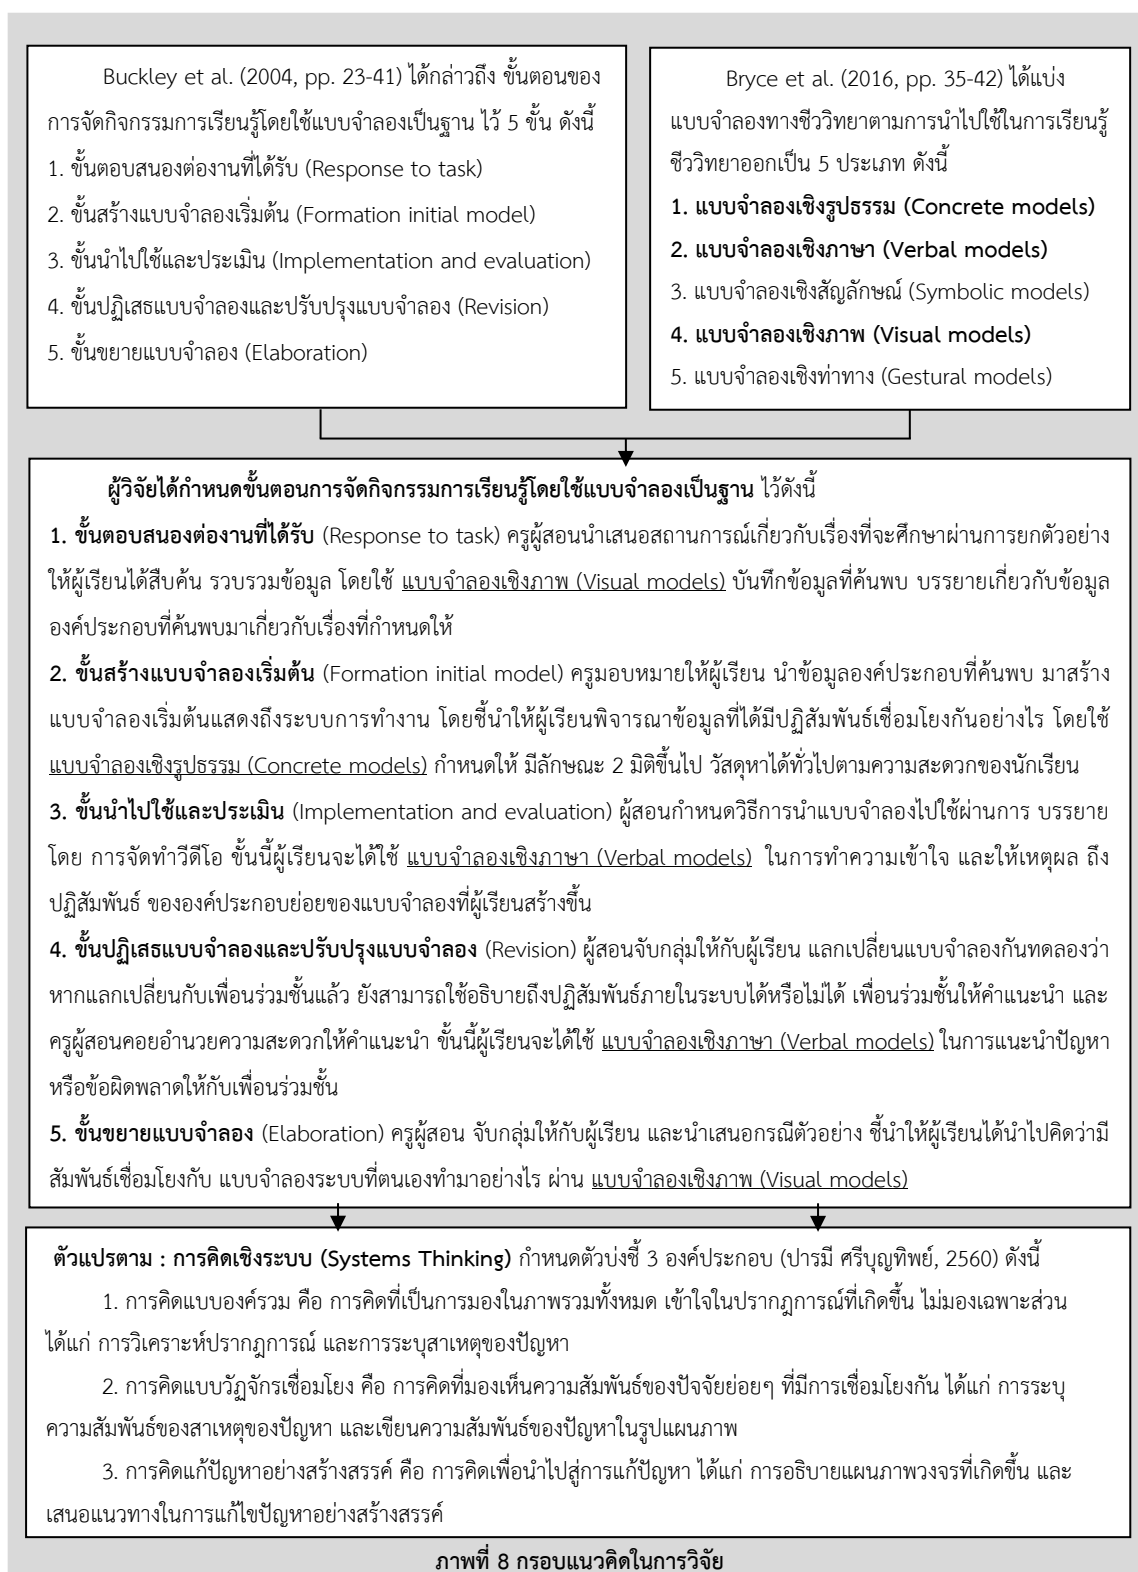 Buckley et al. (2004, pp. 23-41) ได้กล่าวถึง ขั้นตอนของ
การจัดกิจกรรมการเรียนรู้โดยใช้แบบจำลองเป็นฐาน ไว้ 5 ขั้น ดังนี้
1. ขั้นตอบสนองต่องานที่ได้รับ (Response to task)
2. ขั้นสร้างแบบจำลองเริ่มต้น (Formation initial model)
3. ขั้นนำไปใช้และประเมิน (Implementation and evaluation)
4. ขั้นปฏิเสธแบบจำลองและปรับปรุงแบบจำลอง (Revision)
5. ขั้นขยายแบบจำลอง (Elaboration)
Bryce et al. (2016, pp. 35-42) ได้แบ่ง
แบบจำลองทางชีววิทยาตามการนำไปใช้ในการเรียนรู้
ชีววิทยาออกเป็น 5 ประเภท ดังนี้
1. แบบจำลองเชิงรูปธรรม (Concrete models)
2. แบบจำลองเชิงภาษา (Verbal models)
3. แบบจำลองเชิงสัญลักษณ์ (Symbolic models)
4. แบบจำลองเชิงภาพ (Visual models)
5. แบบจำลองเชิงท่าทาง (Gestural models)
ผู้วิจัยได้กำหนดขั้นตอนการจัดกิจกรรมการเรียนรู้โดยใช้แบบจำลองเป็นฐาน ไว้ดังนี้
1. ขั้นตอบสนองต่องานที่ได้รับ (Response to task) ครูผู้สอนนำเสนอสถานการณ์เกี่ยวกับเรื่องที่จะศึกษาผ่านการยกตัวอย่าง
ให้ผู้เรียนได้สืบค้น รวบรวมข้อมูล โดยใช้ แบบจำลองเชิงภาพ (Visual models) บันทึกข้อมูลที่ค้นพบ บรรยายเกี่ยวกับข้อมูล
องค์ประกอบที่ค้นพบมาเกี่ยวกับเรื่องที่กำหนดให้
2. ขั้นสร้างแบบจำลองเริ่มต้น (Formation initial model) ครูมอบหมายให้ผู้เรียน นำข้อมูลองค์ประกอบที่ค้นพบ มาสร้าง
แบบจำลองเริ่มต้นแสดงถึงระบบการทำงาน โดยชี้นำให้ผู้เรียนพิจารณาข้อมูลที่ได้มีปฏิสัมพันธ์เชื่อมโยงกันอย่างไร โดยใช้
แบบจำลองเชิงรูปธรรม (Concrete models) กำหนดให้ มีลักษณะ 2 มิติขึ้นไป วัสดุหาได้ทั่วไปตามความสะดวกของนักเรียน
3. ขั้นนำไปใช้และประเมิน (Implementation and evaluation) ผู้สอนกำหนดวิธีการนำแบบจำลองไปใช้ผ่านการ บรรยาย
โดย การจัดทำวีดีโอ ขั้นนี้ผู้เรียนจะได้ใช้ แบบจำลองเชิงภาษา (Verbal models) ในการทำความเข้าใจ และให้เหตุผล ถึง
ปฏิสัมพันธ์ ขององค์ประกอบย่อยของแบบจำลองที่ผู้เรียนสร้างขึ้น
4. ขั้นปฏิเสธแบบจำลองและปรับปรุงแบบจำลอง (Revision) ผู้สอนจับกลุ่มให้กับผู้เรียน แลกเปลี่ยนแบบจำลองกันทดลองว่า
หากแลกเปลี่ยนกับเพื่อนร่วมชั้นแล้ว ยังสามารถใช้อธิบายถึงปฏิสัมพันธ์ภายในระบบได้หรือไม่ได้ เพื่อนร่วมชั้นให้คำแนะนำ และ
ครูผู้สอนคอยอำนวยความสะดวกให้คำแนะนำ ขั้นนี้ผู้เรียนจะได้ใช้ แบบจำลองเชิงภาษา (Verbal models) ในการแนะนำปัญหา
หรือข้อผิดพลาดให้กับเพื่อนร่วมชั้น
5. ขั้นขยายแบบจำลอง (Elaboration) ครูผู้สอน จับกลุ่มให้กับผู้เรียน และนำเสนอกรณีตัวอย่าง ชี้นำให้ผู้เรียนได้นำไปคิดว่ามี
สัมพันธ์เชื่อมโยงกับ แบบจำลองระบบที่ตนเองทำมาอย่างไร ผ่าน แบบจำลองเชิงภาพ (Visual models)
ตัวแปรตาม : การคิดเชิงระบบ (Systems Thinking) กำหนดตัวบ่งชี้ 3 องค์ประกอบ (ปารมี ศรีบุญทิพย์, 2560) ดังนี้
1. การคิดแบบองค์รวม คือ การคิดที่เป็นการมองในภาพรวมทั้งหมด เข้าใจในปรากฏการณ์ที่เกิดขึ้น ไม่มองเฉพาะส่วน
ได้แก่ การวิเคราะห์ปรากฏการณ์ และการระบุสาเหตุของปัญหา
2. การคิดแบบวัฏจักรเชื่อมโยง คือ การคิดที่มองเห็นความสัมพันธ์ของปัจจัยย่อยๆ ที่มีการเชื่อมโยงกัน ได้แก่ การระบุ
ความสัมพันธ์ของสาเหตุของปัญหา และเขียนความสัมพันธ์ของปัญหาในรูปแผนภาพ
3. การคิดแก้ปัญหาอย่างสร้างสรรค์ คือ การคิดเพื่อนำไปสู่การแก้ปัญหา ได้แก่ การอธิบายแผนภาพวงจรที่เกิดขึ้น และ
เสนอแนวทางในการแก้ไขปัญหาอย่างสร้างสรรค์
ภาพที่ 8 กรอบแนวคิดในการวิจัย